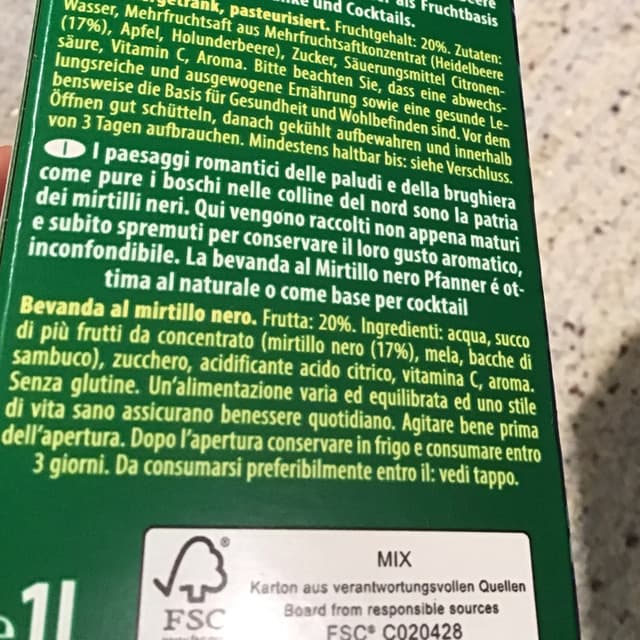 als Fruchtbasis
und Cocktails.
pasteurisiert. Fruchtgehalt: 20%. Zutaten:
Wasser, Mehrfruchtsaft aus Mehrfruchtsaftkonzentrat (Heidelbeere
(17%), Apfel, Holunderbeere), Zucker, Säuerungsmittel Citronen-
säure, Vitamin C, Aroma. Bitte beachten Sie, dass eine abwechs-
lungsreiche und ausgewogene Ernährung sowie eine gesunde Le-
bensweise die Basis für Gesundheit und Wohlbefinden sind. Vor dem
Öffnen gut schütteln, danach gekühlt aufbewahren und innerhalb
von 3 Tagen aufbrauchen. Mindestens haltbar bis: siehe Verschluss.
I I paesaggi romantici delle paludi e della brughiera
come pure i boschi nelle colline del nord sono la patria
dei mirtilli neri. Qui vengono raccolti non appena maturi
e subito spremuti per conservare il loro gusto aromatico,
inconfondibile. La bevanda al Mirtillo nero Pfanner é ot-
tima al naturale o come base per cocktail
Bevanda al mirtillo nero. Frutta: 20%. Ingredienti: acqua, succo
di più frutti da concentrato (mirtillo nero (17%), mela, bacche di
sambuco), zucchero, acidificante acido citrico, vitamina C, aroma.
Senza glutine. Un'alimentazione varia ed equilibrata ed uno stile
di vita sano assicurano benessere quotidiano. Agitare bene prima
dell'apertura. Dopo l'apertura conservare in frigo e consumare entro
3 giorni. Da consumarsi preferibilmente entro il: vedi tappo.
e 1l
FSC
MIX
Karton aus verantwortungsvollen Quellen
Board from responsible sources
FSC® C020428